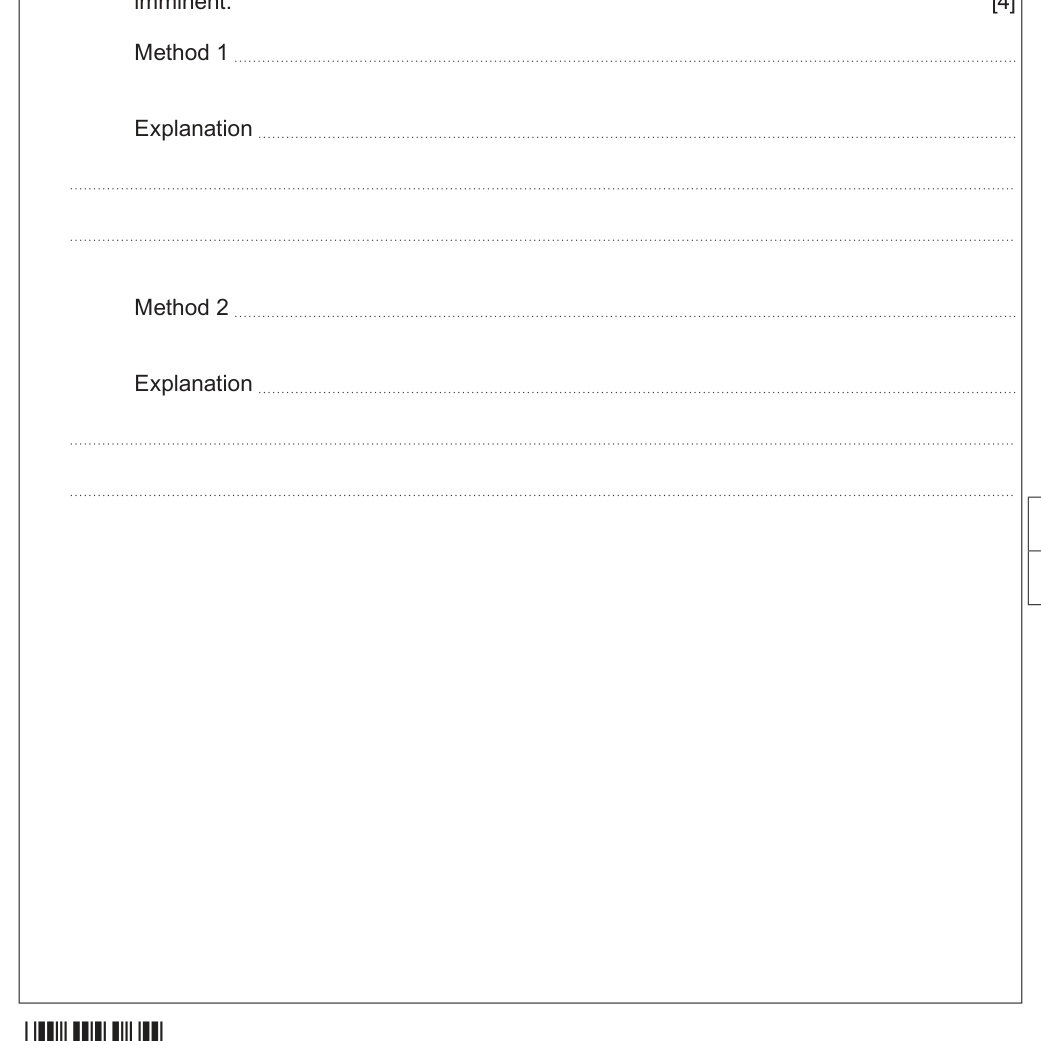 imminent. [4]
Method 1
Explanation
Method 2
Explanation